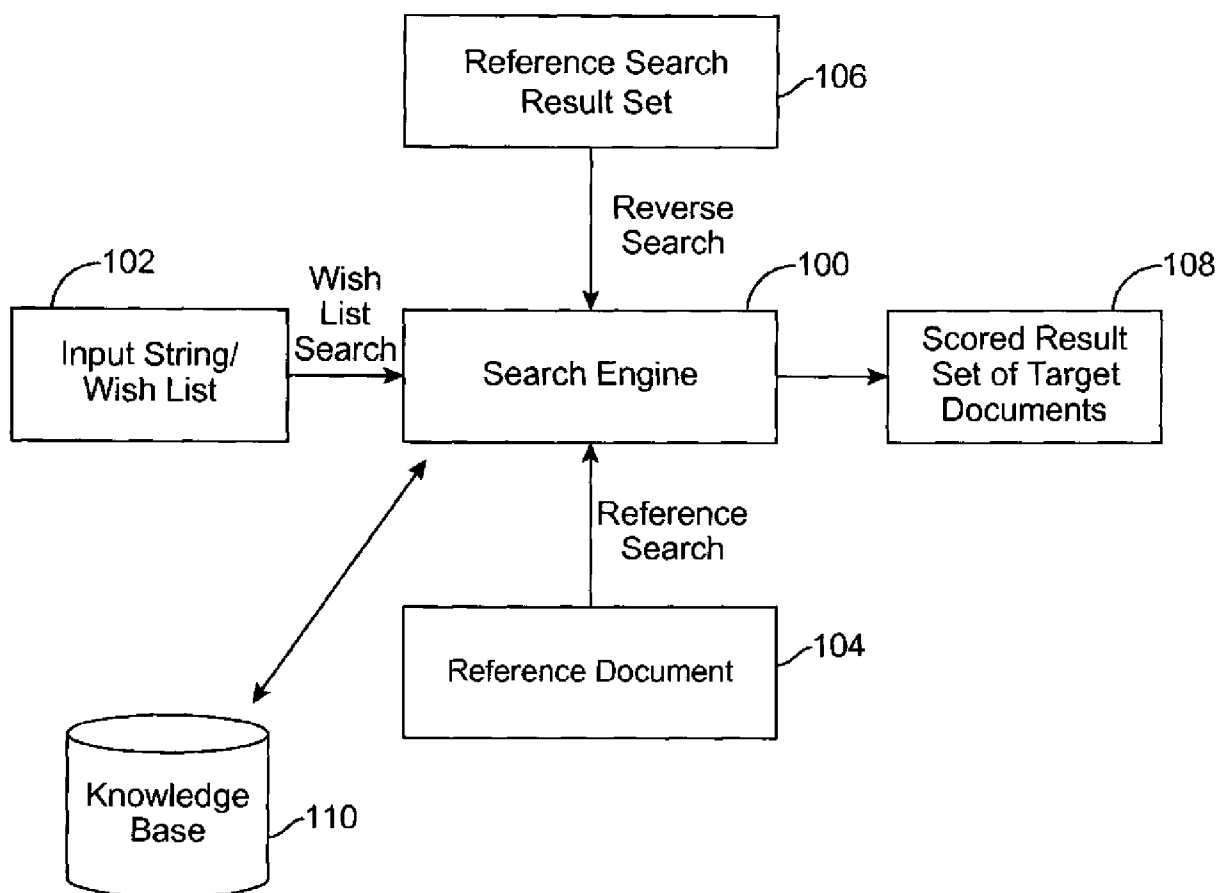 Reference Search
Result Set
106
Reverse
Search
102
Wish
List
Search
100
108
Input String/
Wish List
Search Engine
Scored Result
Set of Target
Documents
Reference
Search
Reference Document
104
Knowledge
Base
110